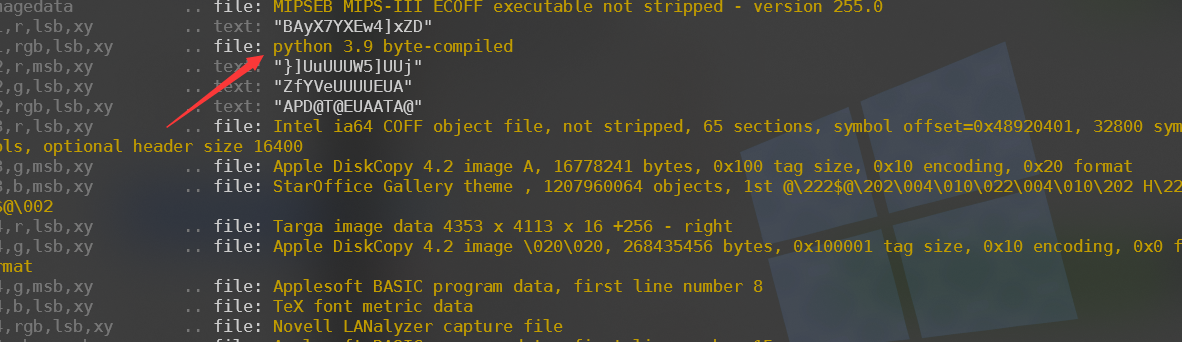 nagedata .. file: MIPSEB MIPS-III ECOFF executable not stripped - version 255.0
1,r,lsb,xy .. text: "BAyX7YXEw4]xZD"
1,rgb,lsb,xy .. file: python 3.9 byte-compiled
2,r,msb,xy .. text: "}]UuUUUW5]UUj"
2,g,lsb,xy .. text: "ZfYVeUUUUEUA"
2,rgb,lsb,xy .. text: "APD@T@EUAATA@"
3,r,lsb,xy .. file: Intel ia64 COFF object file, not stripped, 65 sections, symbol offset=0x48920401, 32800 sym
ols, optional header size 16400
3,g,msb,xy .. file: Apple DiskCopy 4.2 image A, 16778241 bytes, 0x100 tag size, 0x10 encoding, 0x20 format
3,b,msb,xy .. file: StarOffice Gallery theme , 1207960064 objects, 1st @\222$@\202\004\010\022\004\010\202 H\22
$@\002
4,r,lsb,xy .. file: Targa image data 4353 x 4113 x 16 +256 - right
4,g,lsb,xy .. file: Apple DiskCopy 4.2 image \020\020, 268435456 bytes, 0x100001 tag size, 0x10 encoding, 0x0 f
rmat
4,g,msb,xy .. file: Applesoft BASIC program data, first line number 8
4,b,lsb,xy .. file: TeX font metric data
4,rgb,lsb,xy .. file: Novell LANalyzer capture file